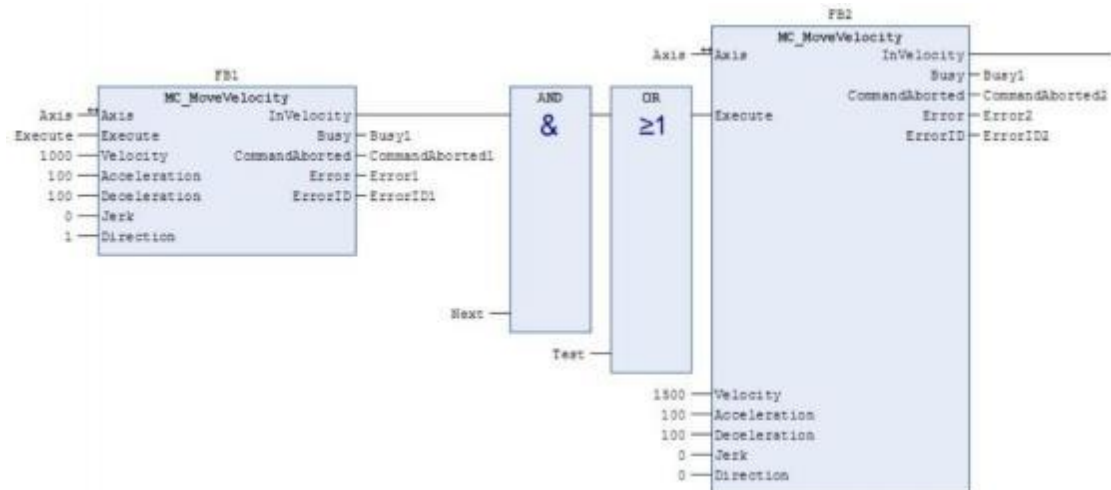 FB1
MC_MoveVelocity
Axis Axis InVelocity
Execute Execute Busy Busy1
1000 Velocity CommandAborted CommandAborted1
100 Acceleration Error Error1
100 Deceleration ErrorID ErrorID1
0 Jerk
1 Direction
AND
&
Next
OR
≥1
Test
FB2
MC_MoveVelocity
Axis Axis InVelocity
Busy Busy1
CommandAborted CommandAborted2
Execute Error Error2
ErrorID ErrorID2
1500 Velocity
100 Acceleration
100 Deceleration
0 Jerk
0 Direction